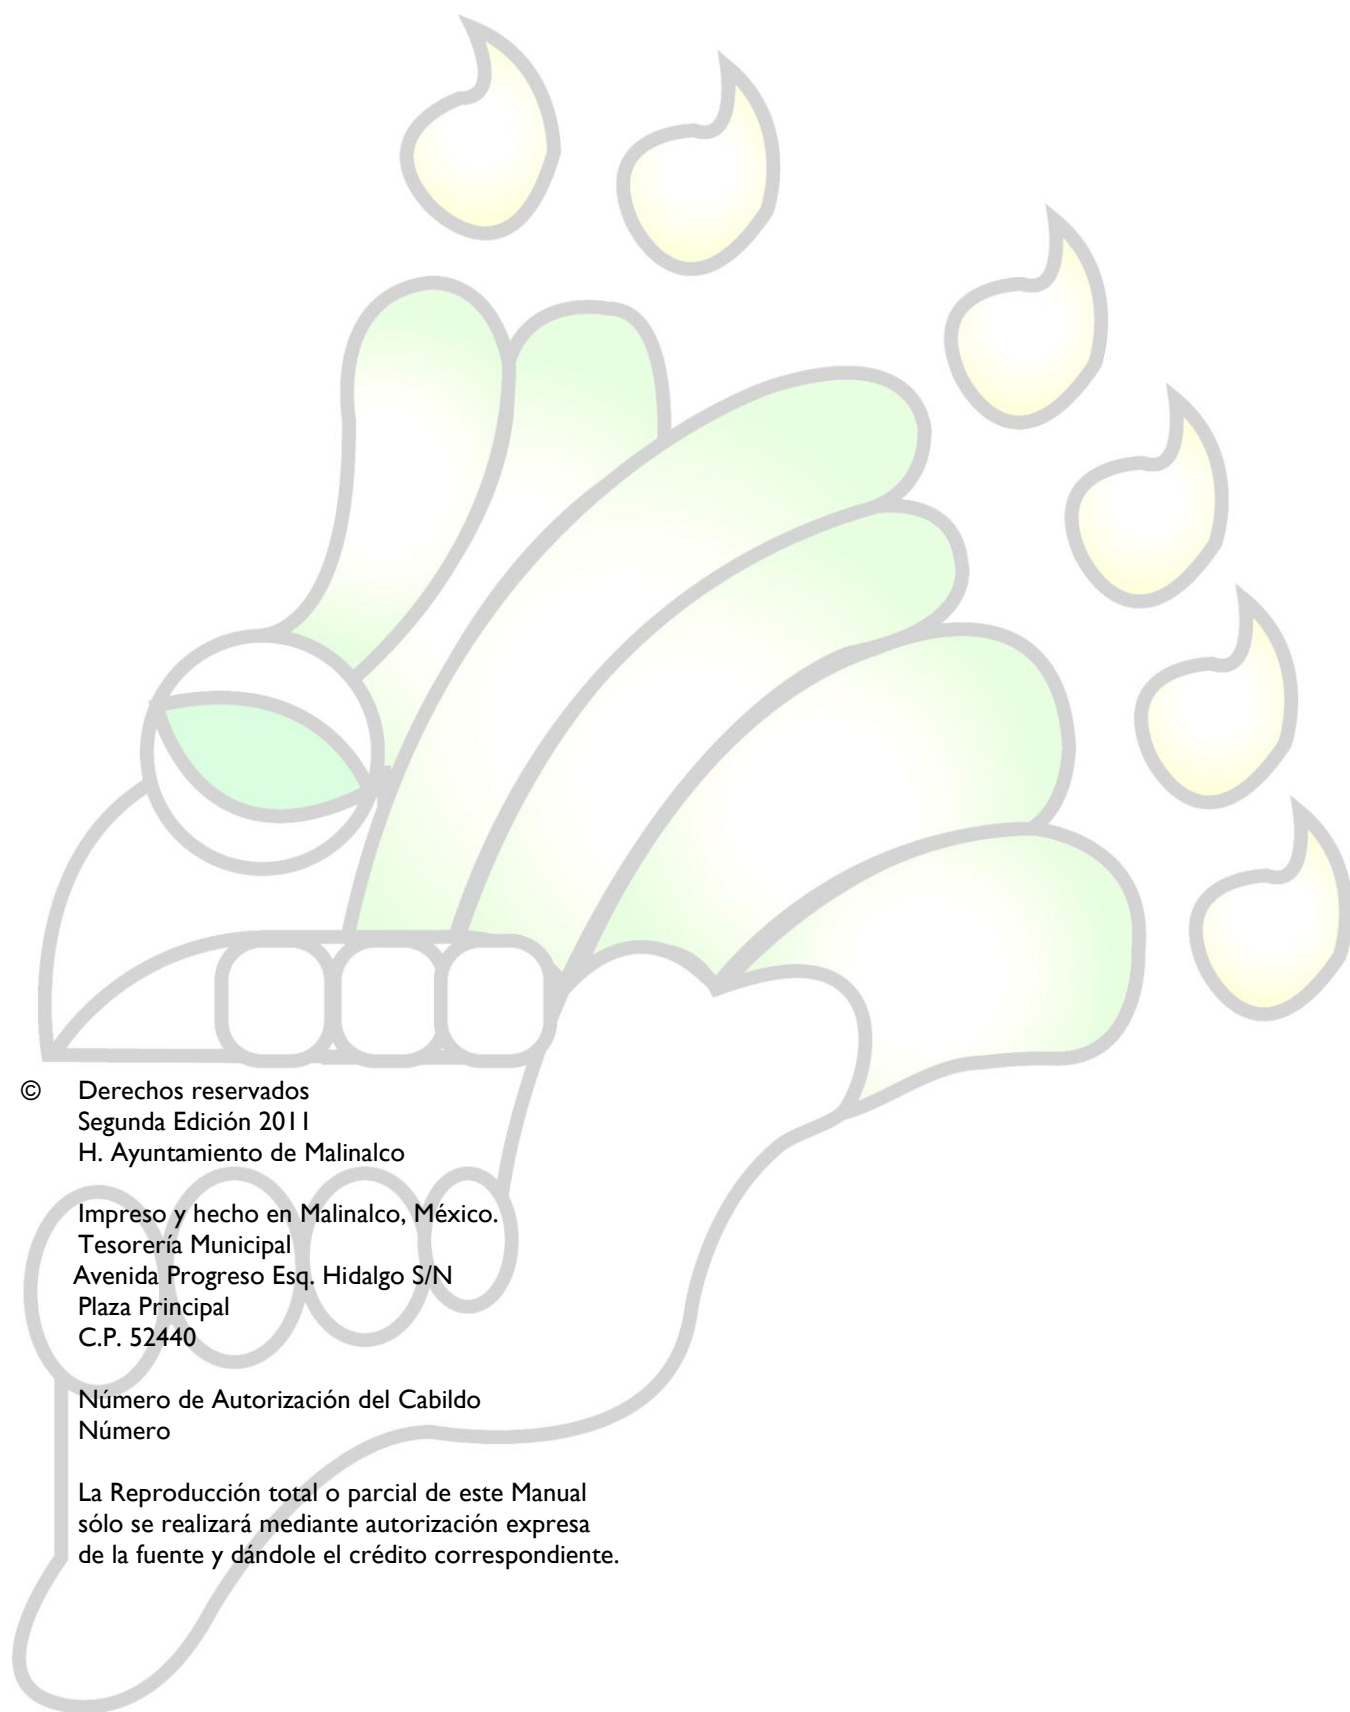 © Derechos reservados
Segunda Edición 2011
H. Ayuntamiento de Malinalco
Impreso y hecho en Malinalco, México.
Tesorería Municipal
Avenida Progreso Esq. Hidalgo S/N
Plaza Principal
C.P. 52440
Número de Autorización del Cabildo
Número
La Reproducción total o parcial de este Manual
sólo se realizará mediante autorización expresa
de la fuente y dándole el crédito correspondiente.